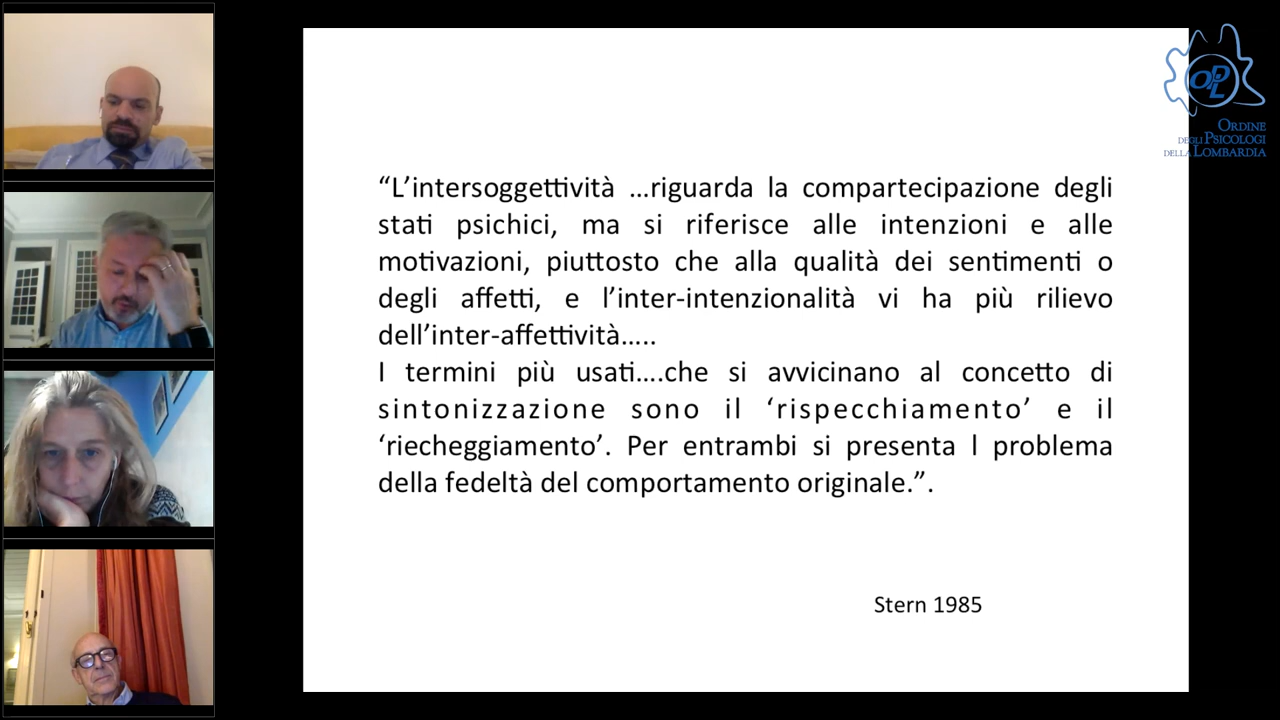 OPL
ORDINE
DEGLI PSICOLOGI
DELLA LOMBARDIA
“L’intersoggettività ...riguarda la compartecipazione degli
stati psichici, ma si riferisce alle intenzioni e alle
motivazioni, piuttosto che alla qualità dei sentimenti o
degli affetti, e l’inter-intenzionalità vi ha più rilievo
dell’inter-affettività.....
I termini più usati....che si avvicinano al concetto di
sintonizzazione sono il ‘rispecchiamento’ e il
‘riecheggiamento’. Per entrambi si presenta l problema
della fedeltà del comportamento originale.”.
Stern 1985